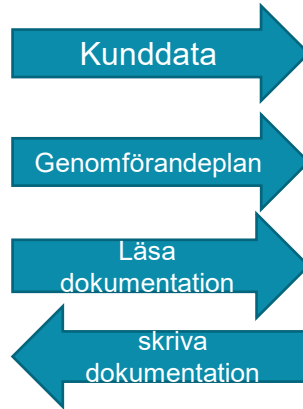 Kunddata
Genomförandeplan
Läsa
dokumentation
skriva
dokumentation